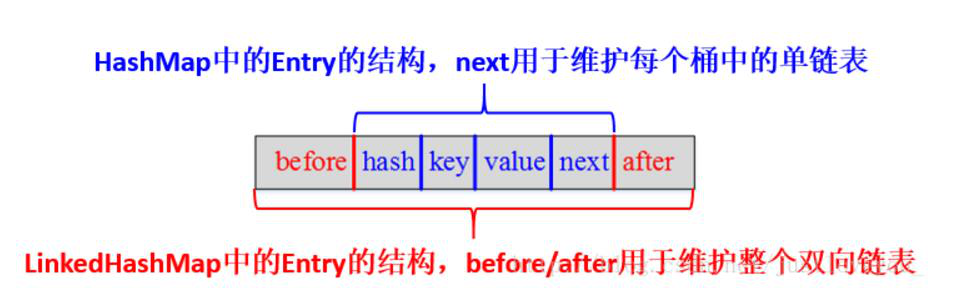 HashMap中的Entry的结构，next用于维护每个桶中的单链表
before hash key value next after
LinkedHashMap中的Entry的结构，before/after用于维护整个双向链表